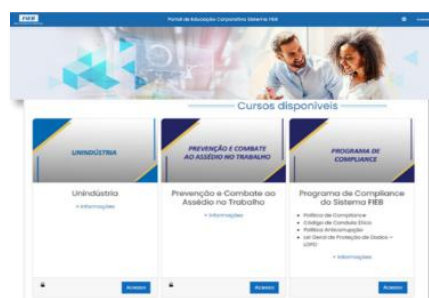 FIEB
Portal de Educação Corporativa Sistema FIEB
Cursos disponíveis
UNINDÚSTRIA
PREVENÇÃO E COMBATE
AO ASSÉDIO NO TRABALHO
PROGRAMA DE
COMPLIANCE
Unindústria
+ Informações
Prevenção e Combate ao
Assédio no Trabalho
+ Informações
Programa de Compliance
do Sistema FIEB
• Política de Compliance
• Código de Conduta Ética
• Política Anticorrupção
• Lei Geral de Proteção de Dados –
LGPD
+ Informações
Acessar
Acessar
Acessar